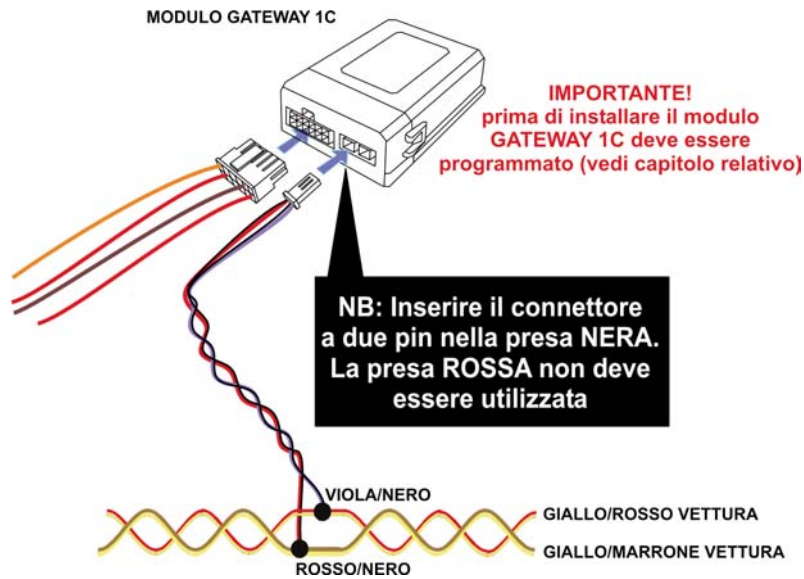 MODULO GATEWAY 1C
IMPORTANTE!
prima di installare il modulo
GATEWAY 1C deve essere
programmato (vedi capitolo relativo)
NB: Inserire il connettore
a due pin nella presa NERA.
La presa ROSSA non deve
essere utilizzata
VIOLA/NERO
GIALLO/ROSSO VETTURA
GIALLO/MARRONE VETTURA
ROSSO/NERO